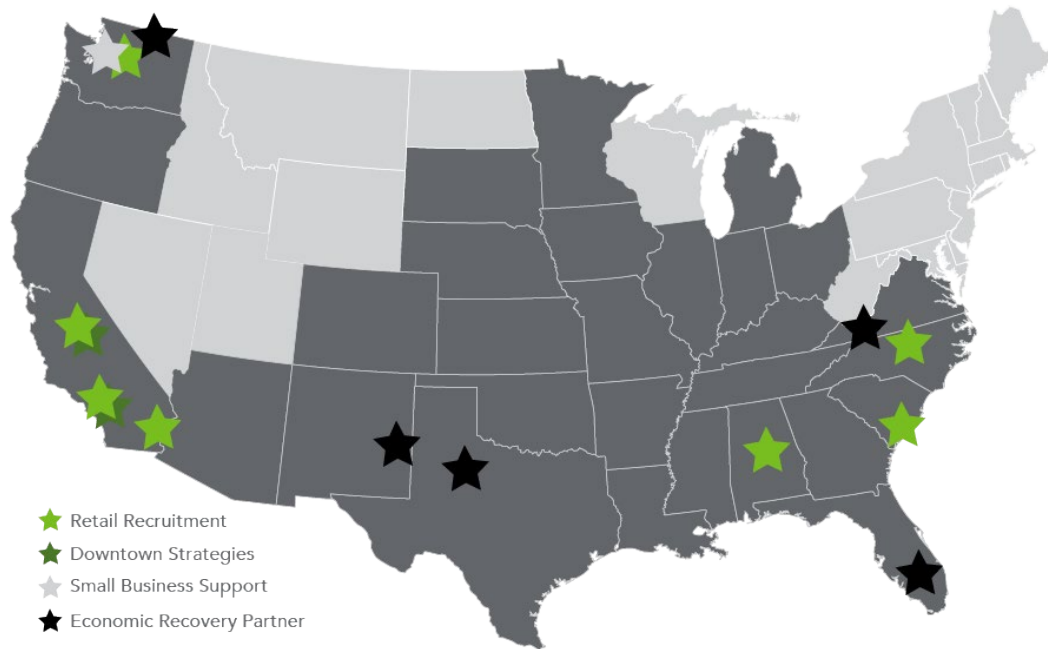 Retail Recruitment
Downtown Strategies
Small Business Support
Economic Recovery Partner